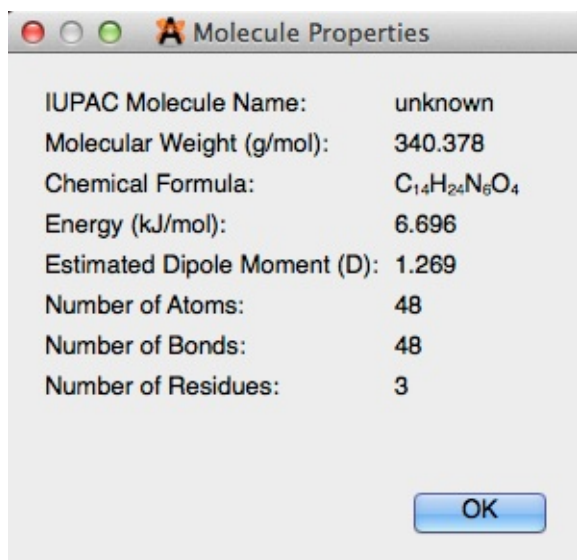 Molecule Properties
IUPAC Molecule Name: unknown
Molecular Weight (g/mol): 340.378
Chemical Formula: C₁₄H₂₄N₆O₄
Energy (kJ/mol): 6.696
Estimated Dipole Moment (D): 1.269
Number of Atoms: 48
Number of Bonds: 48
Number of Residues: 3
OK